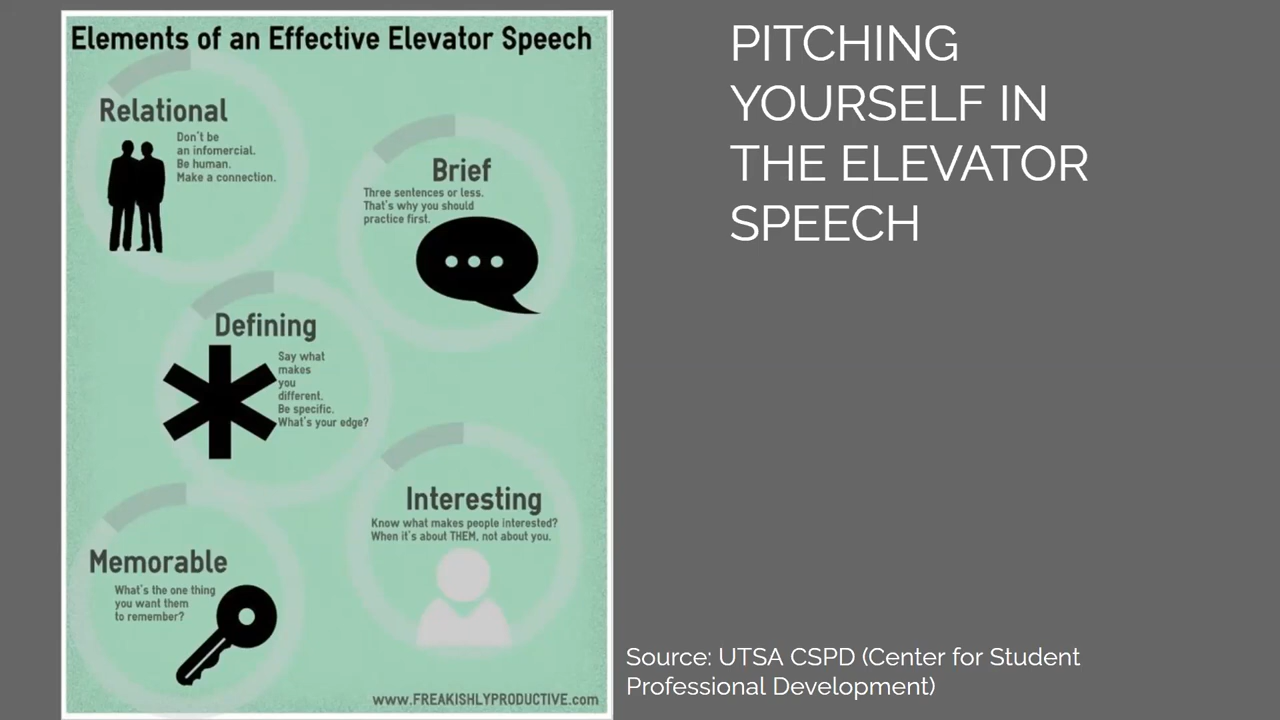 Elements of an Effective Elevator Speech
Relational
Don't be
an infomercial.
Be human.
Make a connection.
Brief
Three sentences or less.
That's why you should
practice first.
Defining
Say what
makes
you
different.
Be specific.
What's your edge?
Interesting
Know what makes people interested?
When it's about THEM, not about you.
Memorable
What's the one thing
you want them
to remember?
www.FREAKISHLYPRODUCTIVE.com
PITCHING
YOURSELF IN
THE ELEVATOR
SPEECH
Source: UTSA CSPD (Center for Student
Professional Development)